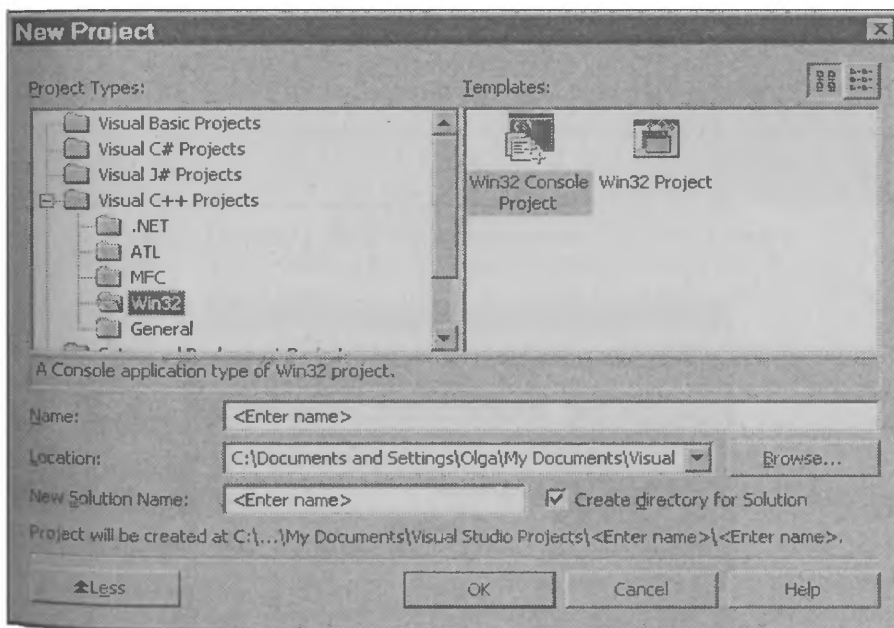 New Project
Project Types:
Templates:
Visual Basic Projects
Visual C# Projects
Visual J# Projects
Visual C++ Projects
.NET
ATL
MFC
Win32
General
Win32 Console
Project
Win32 Project
A Console application type of Win32 project.
Name:
<Enter name>
Location:
C:\Documents and Settings\Olga\My Documents\Visual
Browse...
New Solution Name:
<Enter name>
Create directory for Solution
Project will be created at C:\...\My Documents\Visual Studio Projects\<Enter name>\<Enter name>.
Less
OK
Cancel
Help